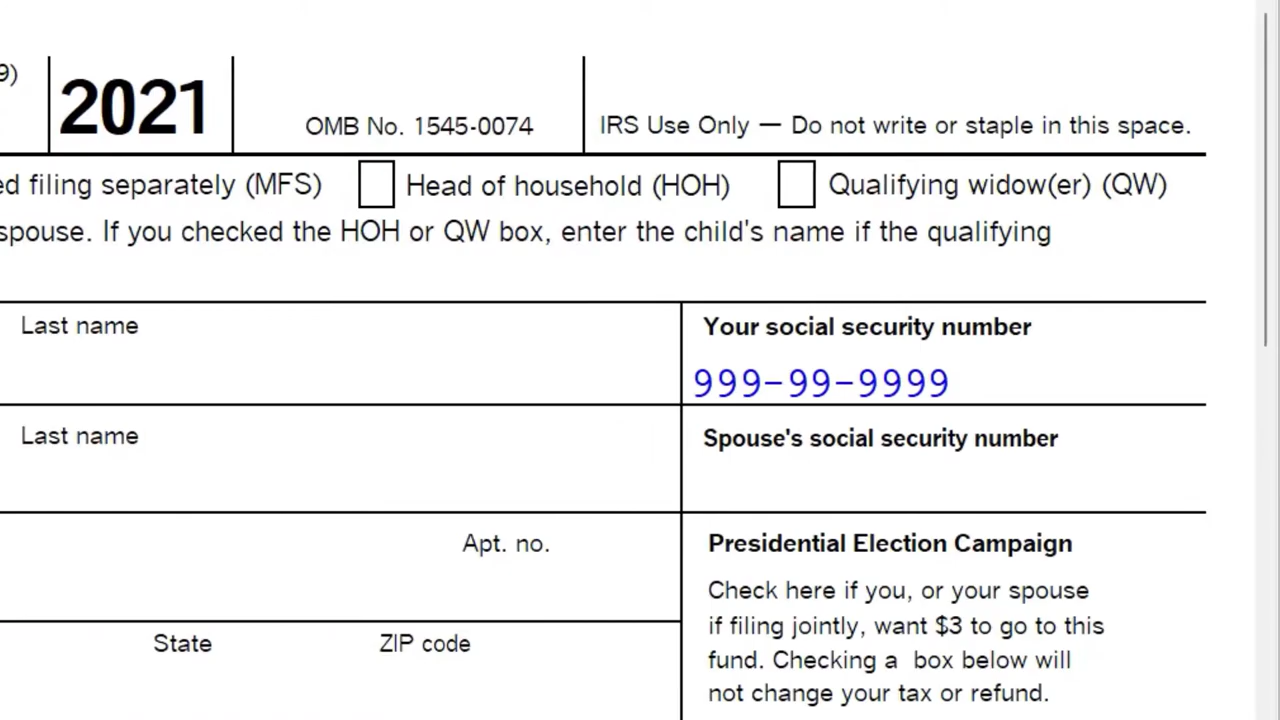 9) 2021 OMB No. 1545-0074 IRS Use Only — Do not write or staple in this space.
ed filing separately (MFS) Head of household (HOH) Qualifying widow(er) (QW)
spouse. If you checked the HOH or QW box, enter the child's name if the qualifying
Last name Your social security number
999-99-9999
Last name Spouse's social security number
Apt. no. Presidential Election Campaign
Check here if you, or your spouse
if filing jointly, want $3 to go to this
State ZIP code
fund. Checking a box below will
not change your tax or refund.